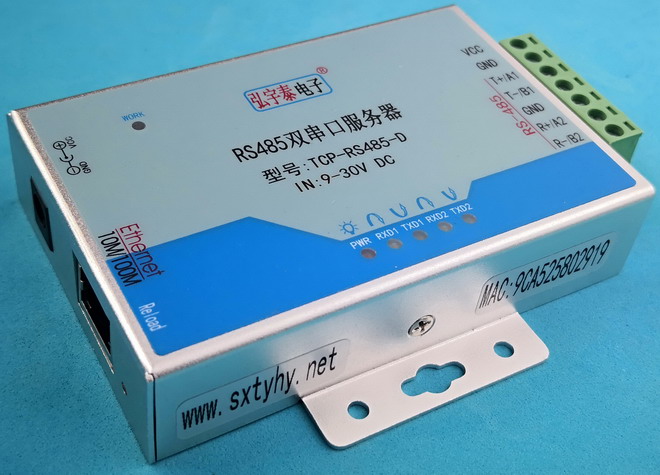 弘宇泰电子®
WORK
RS485双串口服务器
型号:TCP-RS485-D
IN:9-30V DC
PWR RXD1 TXD1 RXD2 TXD2
VCC
GND
T+/A1
T-/B1
GND
R+/A2
R-/B2
RS-485
VCC
GND
Ethernet
10M/100M
Reload
www.sxtyhy.net
MAC:9CA525802919